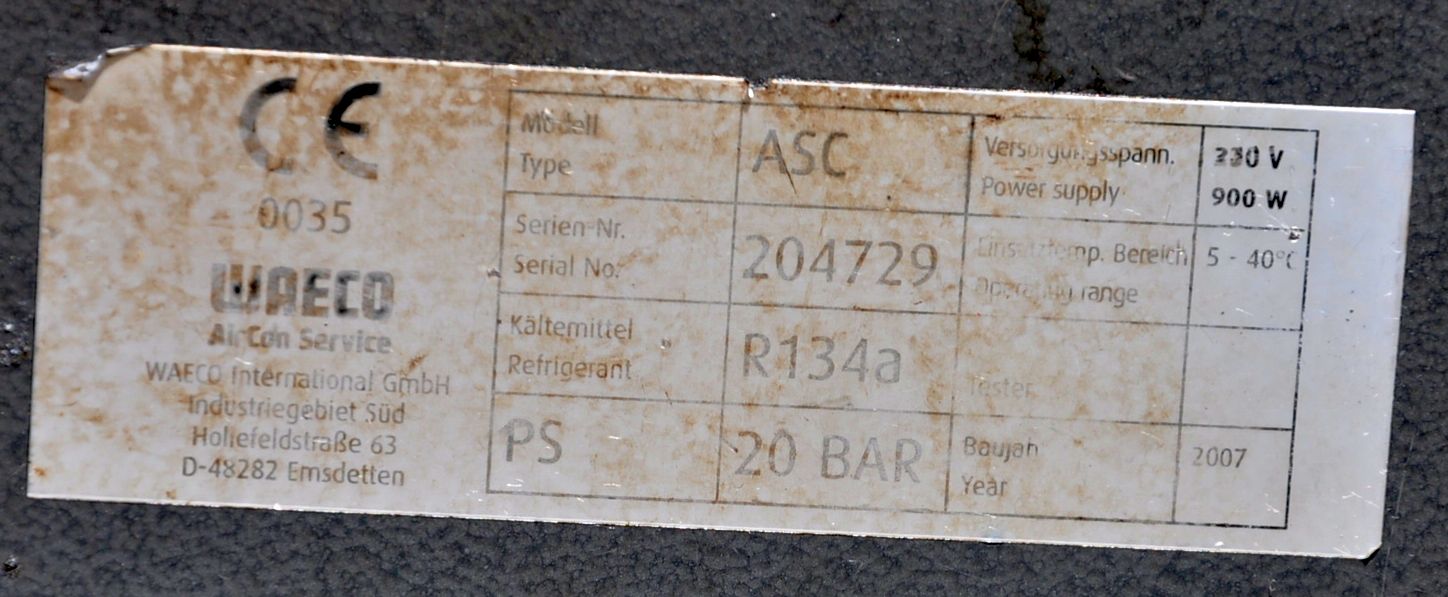 CE
0035
WAECO
AirCon Service
WAECO International GmbH
Industriegebiet Süd
Hollefeldstraße 63
D-48282 Emsdetten
Modell
Type
ASC
Versorgungsspann.
Power supply
230 V
900 W
Serien-Nr.
Serial No.
204729
Einsatztemp. Bereich
Operating range
5 - 40°C
Kältemittel
Refrigerant
R134a
Tester
PS
20 BAR
Baujah
Year
2007